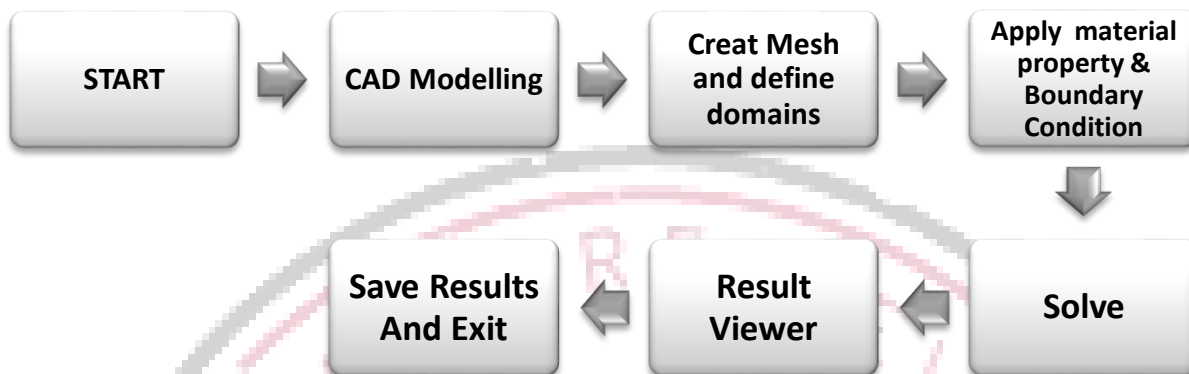 START
CAD Modelling
Creat Mesh
and define
domains
Apply material
property &
Boundary
Condition
Solve
Result
Viewer
Save Results
And Exit